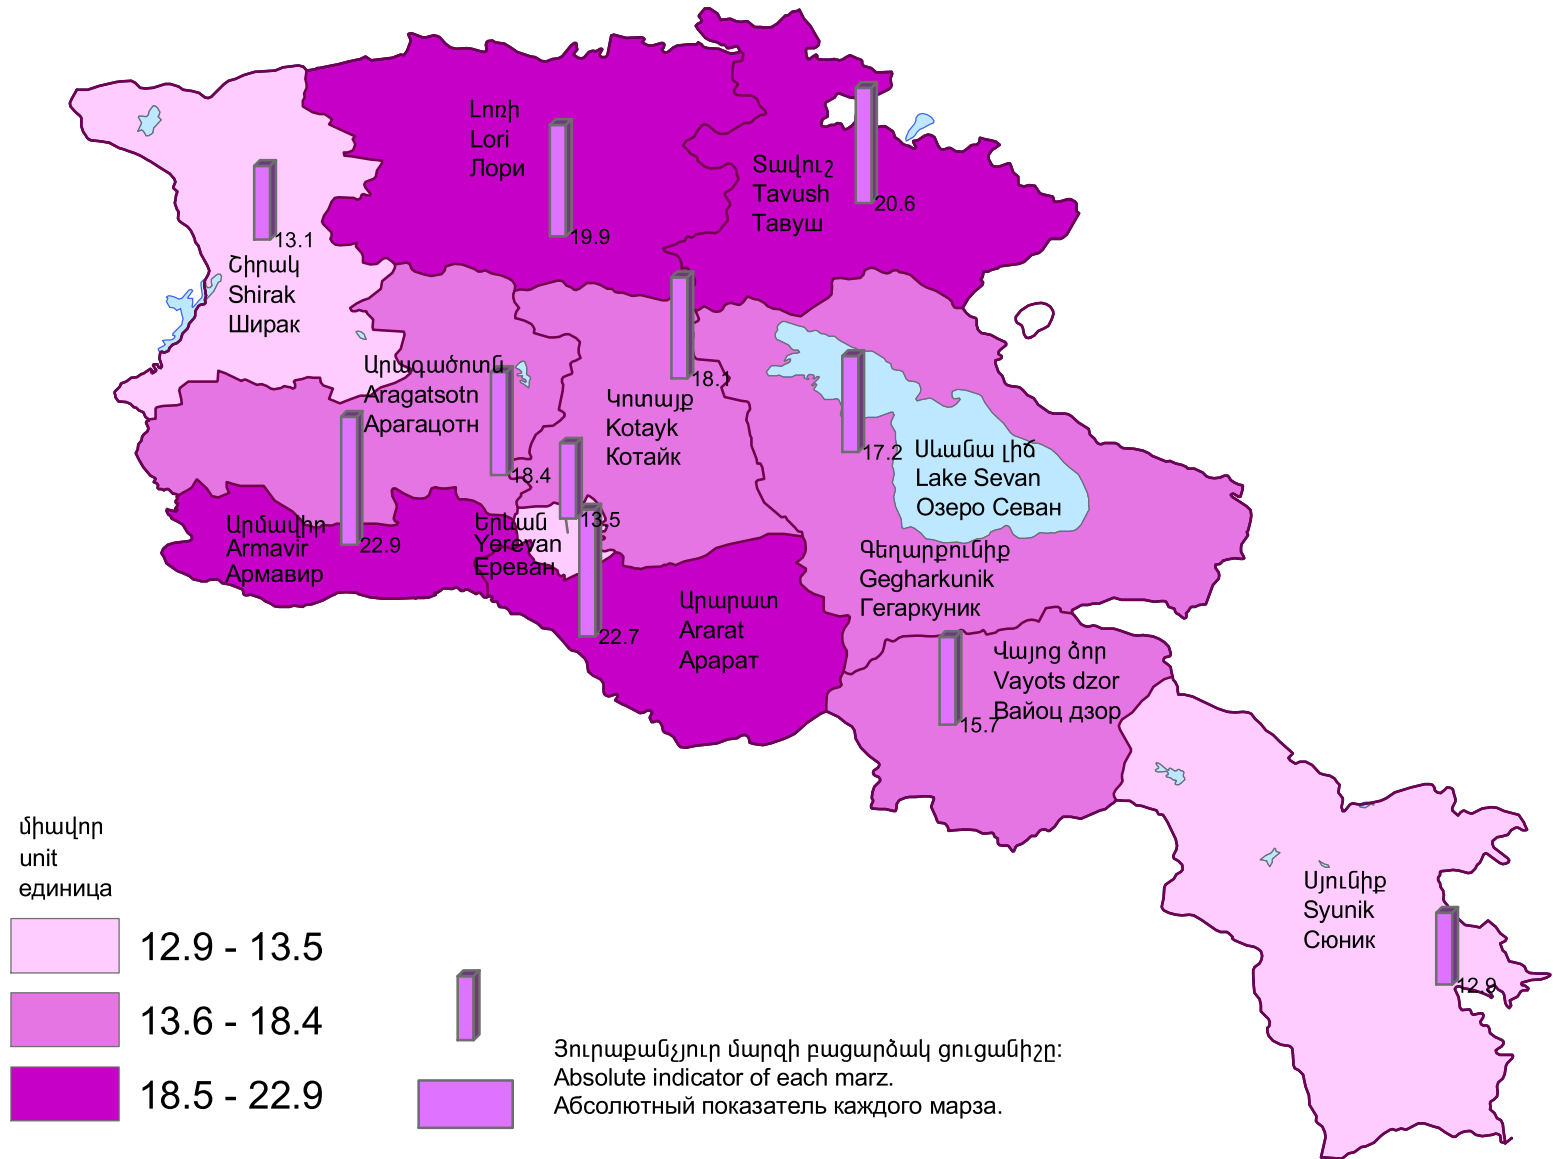 Լոռի
Lori
Лори
19.9
Տավուշ
Tavush
Тавуш
20.6
13.1
Շիրակ
Shirak
Ширак
Արագածոտն
Aragatsotn
Арагацотн
18.4
18.1
Կոտայք
Kotayk
Котайк
17.2
Սևանա լիճ
Lake Sevan
Озеро Севан
Արմավիր
Armavir
Армавир
22.9
Երևան
Yerevan
Ереван
13.5
Գեղարքունիք
Gegharkunik
Гегаркуник
22.7
Արարատ
Ararat
Арарат
Վայոց ձոր
Vayots dzor
Вайоц дзор
15.7
Սյունիք
Syunik
Сюник
12.9
միավոր
unit
единица
12.9 - 13.5
13.6 - 18.4
18.5 - 22.9
Յուրաքանչյուր մարզի բացարձակ ցուցանիշը:
Absolute indicator of each marz.
Абсолютный показатель каждого марза.